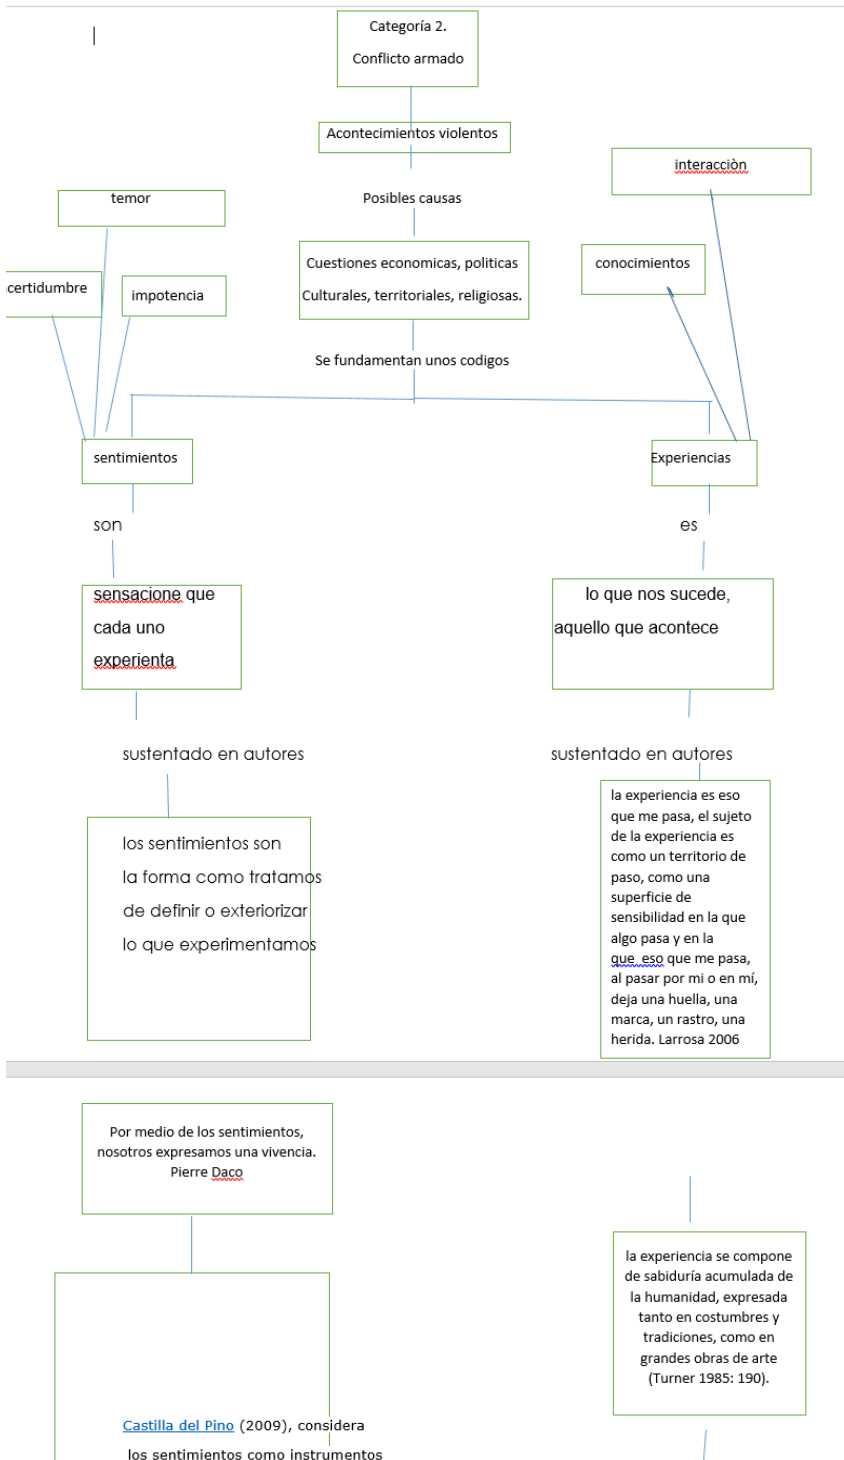 Categoría 2.
Conflicto armado
Acontecimientos violentos
interacciòn
temor
Posibles causas
Cuestiones economicas, politicas
Culturales, territoriales, religiosas.
conocimientos
certidumbre
impotencia
Se fundamentan unos codigos
sentimientos
Experiencias
son
es
sensacione que
cada uno
experienta
lo que nos sucede,
aquello que acontece
sustentado en autores
sustentado en autores
los sentimientos son
la forma como tratamos
de definir o exteriorizar
lo que experimentamos
la experiencia es eso
que me pasa, el sujeto
de la experiencia es
como un territorio de
paso, como una
superficie de
sensibilidad en la que
algo pasa y en la
que eso que me pasa,
al pasar por mi o en mí,
deja una huella, una
marca, un rastro, una
herida. Larrosa 2006
Por medio de los sentimientos,
nosotros expresamos una vivencia.
Pierre Daco
la experiencia se compone
de sabiduría acumulada de
la humanidad, expresada
tanto en costumbres y
tradiciones, como en
grandes obras de arte
(Turner 1985: 190).
Castilla del Pino (2009), considera
los sentimientos como instrumentos